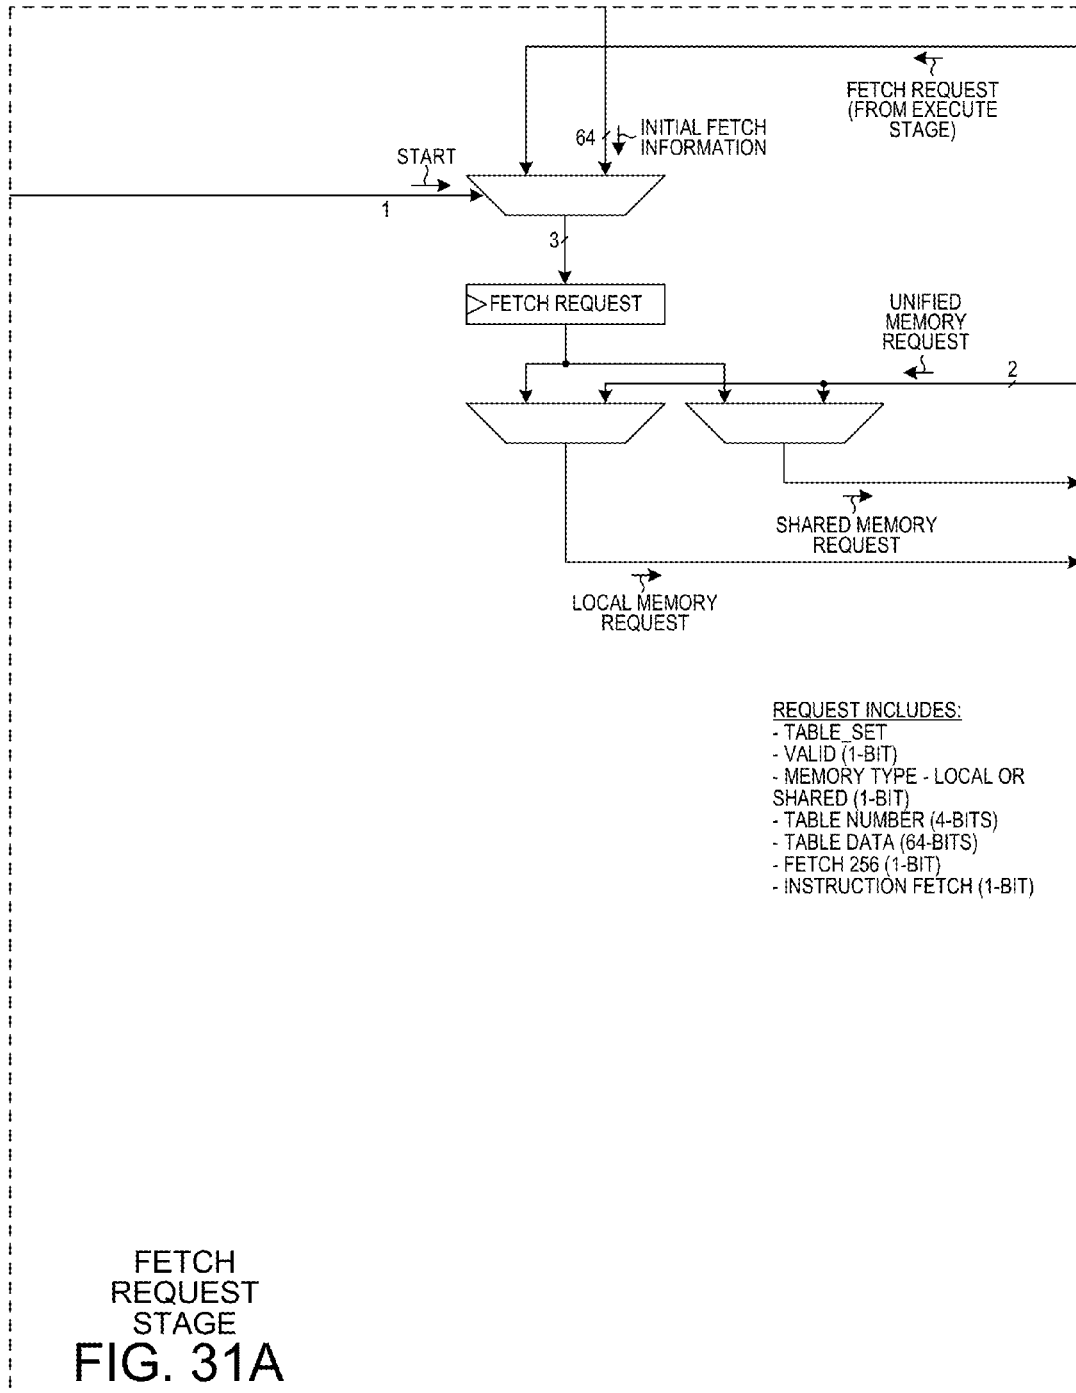 FETCH REQUEST
(FROM EXECUTE
STAGE)
64
INITIAL FETCH
INFORMATION
START
1
3
FETCH REQUEST
UNIFIED
MEMORY
REQUEST
2
SHARED MEMORY
REQUEST
LOCAL MEMORY
REQUEST
REQUEST INCLUDES:
- TABLE_SET
- VALID (1-BIT)
- MEMORY TYPE - LOCAL OR
SHARED (1-BIT)
- TABLE NUMBER (4-BITS)
- TABLE DATA (64-BITS)
- FETCH 256 (1-BIT)
- INSTRUCTION FETCH (1-BIT)
FETCH
REQUEST
STAGE
FIG. 31A